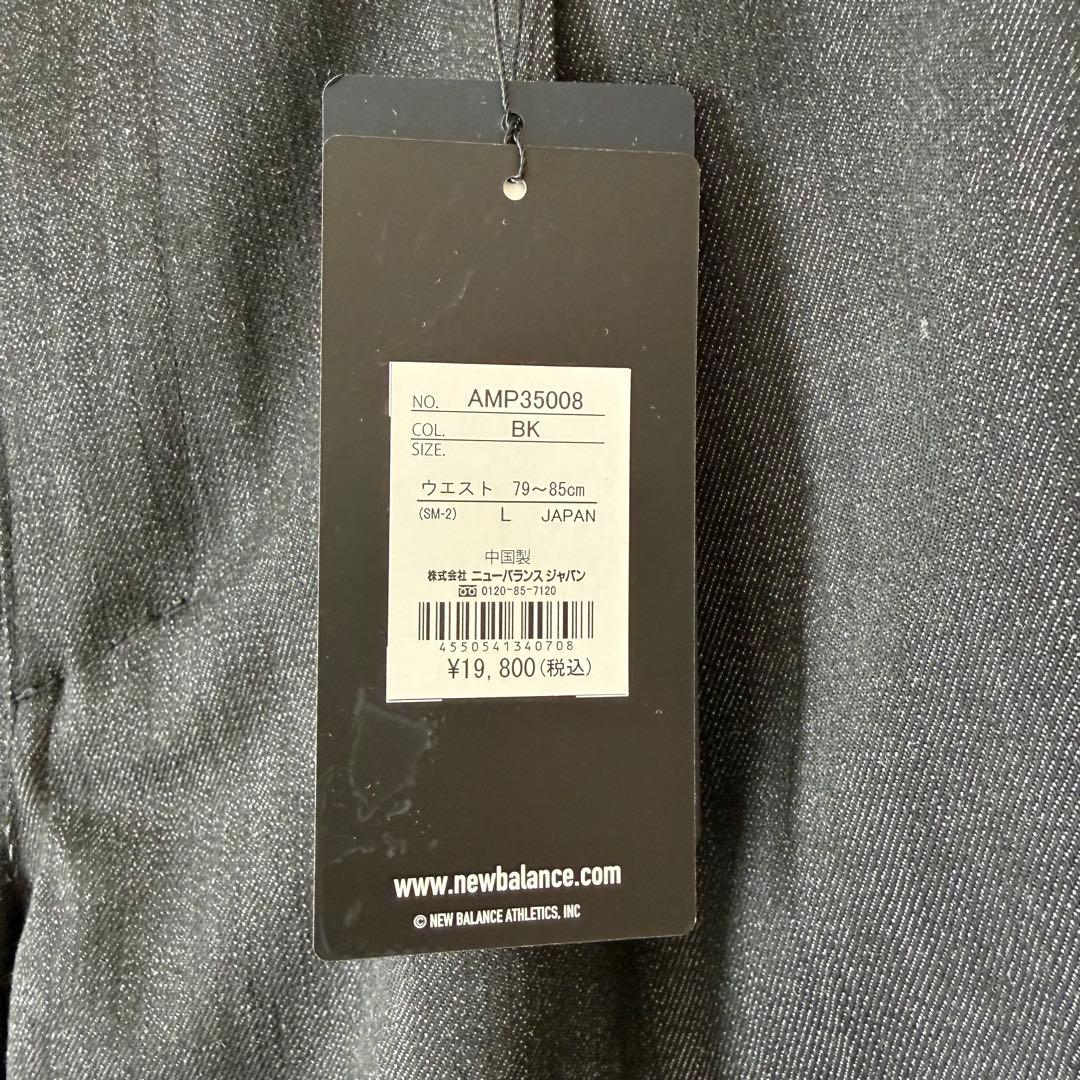 NO. AMP35008
COL. BK
SIZE.
ウエスト 79～85cm
(SM-2) L JAPAN
中国製
株式会社 ニューバランス ジャパン
0120-85-7120
4550541340708
¥19,800(税込)
www.newbalance.com
© NEW BALANCE ATHLETICS, INC